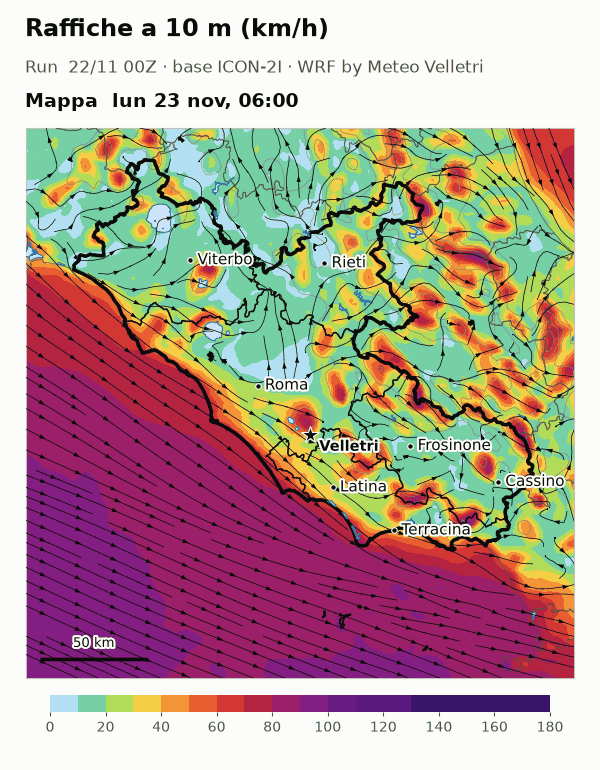 Raffiche a 10 m (km/h)
Run 22/11 00Z · base ICON-2I · WRF by Meteo Velletri
Mappa lun 23 nov, 06:00
Viterbo
Rieti
Roma
Velletri
Frosinone
Cassino
Latina
Terracina
50 km
0 20 40 60 80 100 120 140 160 180